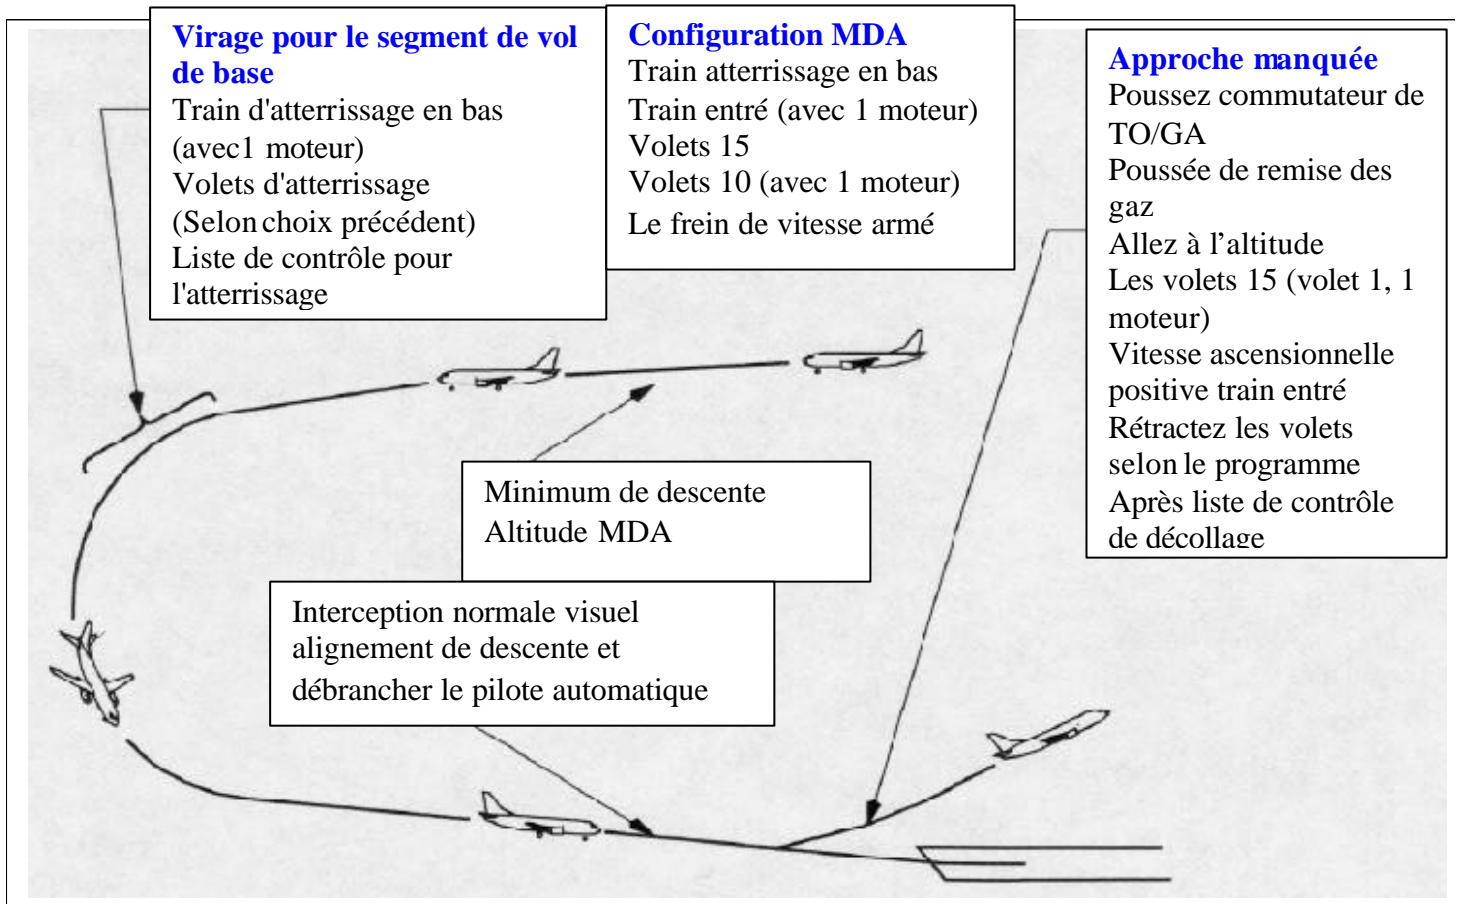 Virage pour le segment de vol
de base
Train d'atterrissage en bas
(avec1 moteur)
Volets d'atterrissage
(Selon choix précédent)
Liste de contrôle pour
l'atterrissage
Configuration MDA
Train atterrissage en bas
Train entré (avec 1 moteur)
Volets 15
Volets 10 (avec 1 moteur)
Le frein de vitesse armé
Approche manquée
Poussez commutateur de
TO/GA
Poussée de remise des
gaz
Allez à l’altitude
Les volets 15 (volet 1, 1
moteur)
Vitesse ascensionnelle
positive train entré
Rétractez les volets
selon le programme
Après liste de contrôle
de décollage
Minimum de descente
Altitude MDA
Interception normale visuel
alignement de descente et
débrancher le pilote automatique